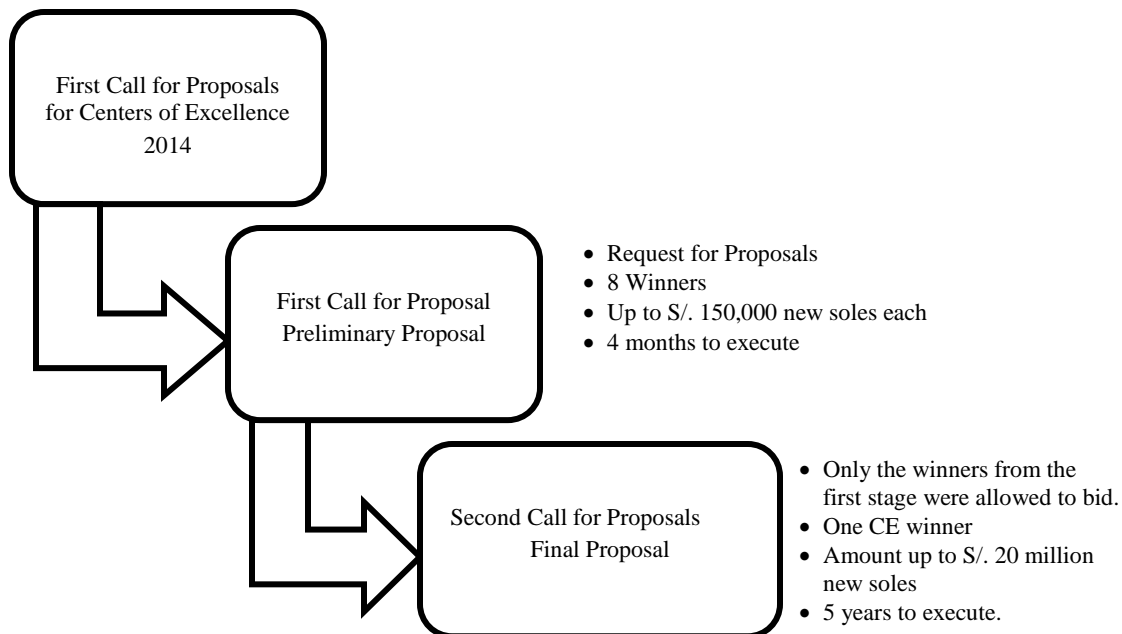 First Call for Proposals
for Centers of Excellence
2014
First Call for Proposal
Preliminary Proposal
• Request for Proposals
• 8 Winners
• Up to S/. 150,000 new soles each
• 4 months to execute
Second Call for Proposals
Final Proposal
• Only the winners from the
first stage were allowed to bid.
• One CE winner
• Amount up to S/. 20 million
new soles
• 5 years to execute.